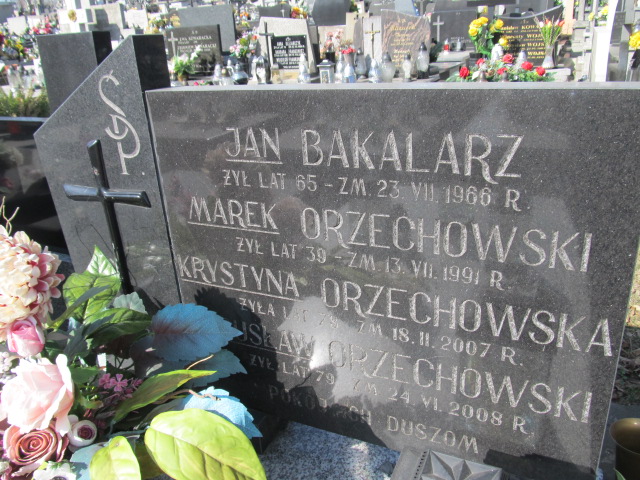 S P
JAN BAKALARZ
ŻYŁ LAT 65 - ZM 23 VII 1966 R.
MAREK ORZECHOWSKI
ŻYŁ LAT 39 - ZM 13. VII. 1991 R.
KRYSTYNA ORZECHOWSKA
ŻYŁA ZM 18. II. 2007 R.
ORZECHOWSKI
ŻYŁ LAT 79 ZM 24 VI. 2008 R.
DUSZOM